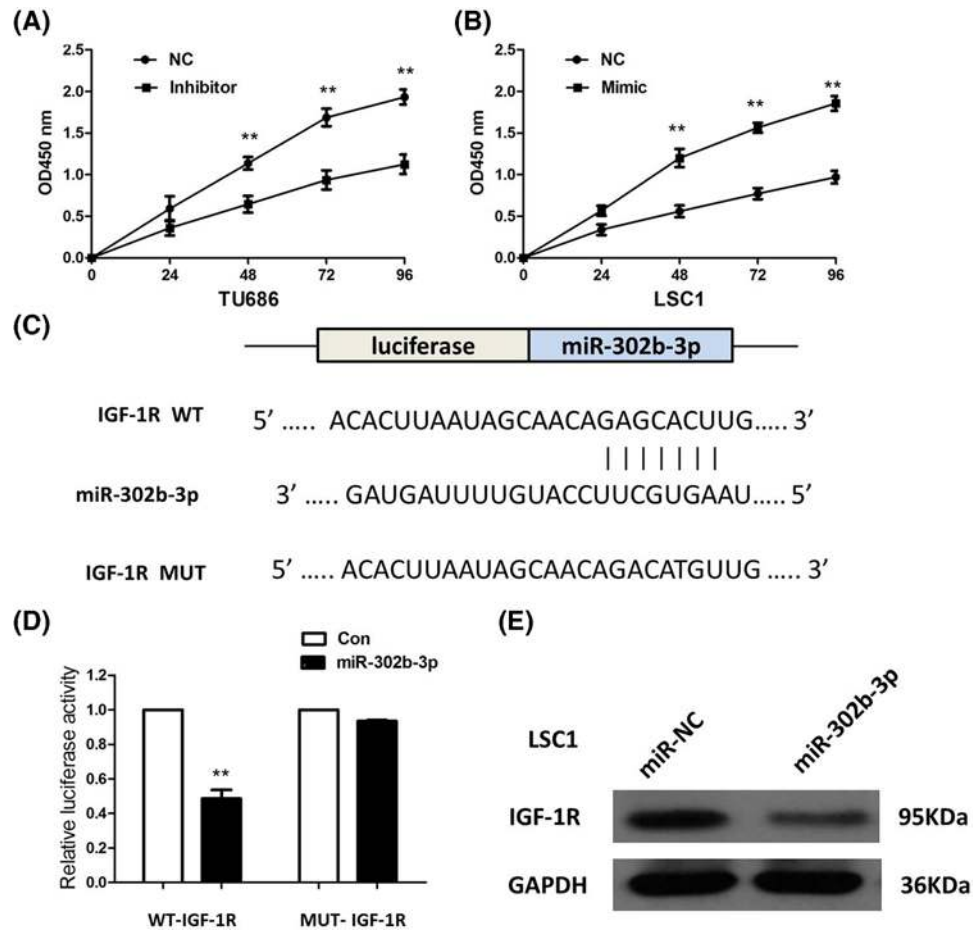 (A)
2.5
2.0
1.5
1.0
0.5
0.0
OD450 nm
NC
Inhibitor
**
**
**
0 24 48 72 96
TU686
(B)
2.5
2.0
1.5
1.0
0.5
0.0
OD450 nm
NC
Mimic
**
**
**
0 24 48 72 96
LSC1
(C)
luciferase miR-302b-3p
IGF-1R WT 5’ ..... ACACUUAAUAGCAACAGAGCACUUG..... 3’
miR-302b-3p 3’ ..... GAUGAUUUUGUACCUUCGUGAAU..... 5’
IGF-1R MUT 5’ ..... ACACUUAAUAGCAACAGACATGUUG ..... 3’
(D)
Con
miR-302b-3p
1.2
1.0
0.8
0.6
0.4
0.2
0.0
Relative luciferase activity
**
WT-IGF-1R MUT- IGF-1R
(E)
LSC1 miR-NC miR-302b-3p
IGF-1R 95KDa
GAPDH 36KDa